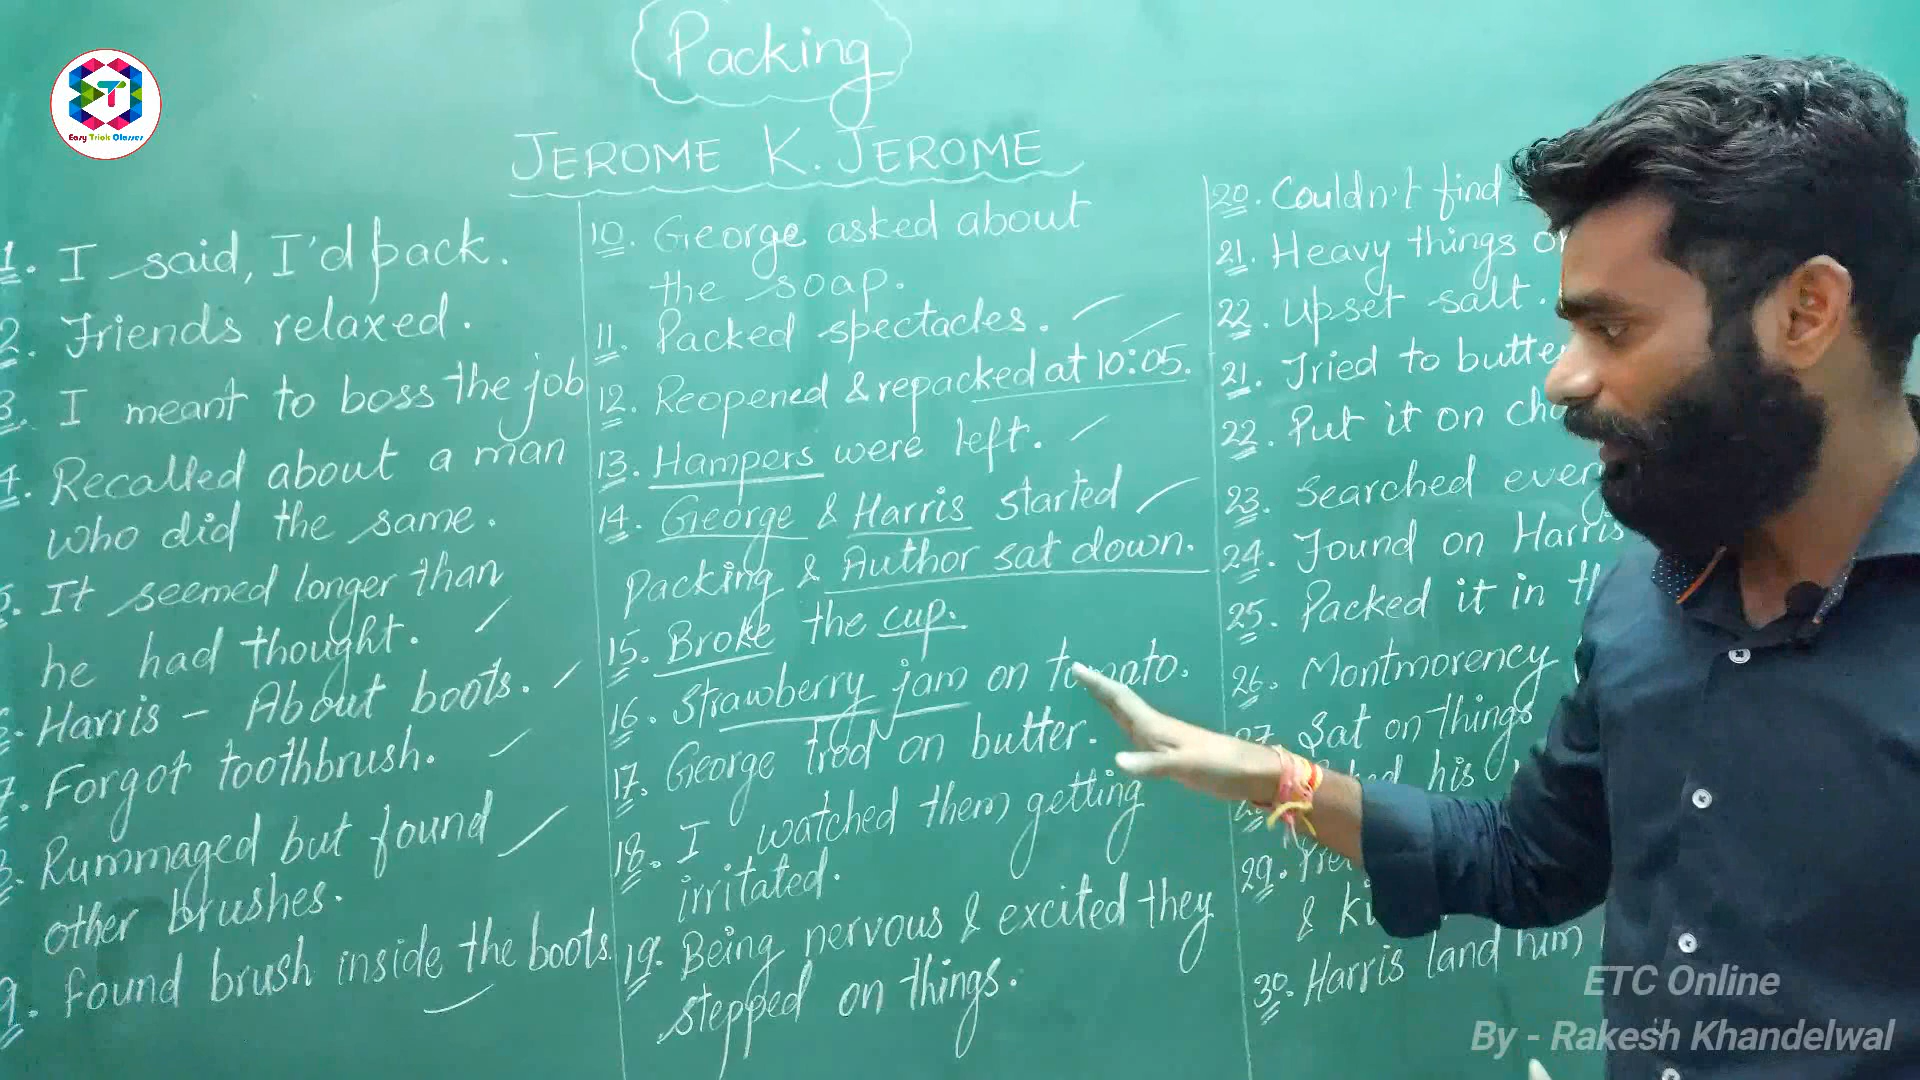 Easy Trick Classes
Packing
JEROME K. JEROME
1. I said, I'd pack.
2. Friends relaxed.
3. I meant to boss the job
4. Recalled about a man
who did the same.
5. It seemed longer than
he had thought.
Harris - About boots.
7. Forgot toothbrush.
8. Rummaged but found
other brushes.
9. found brush inside the boots.
10. George asked about
the soap.
11. Packed spectacles.
12. Reopened & repacked at 10:05.
13. Hampers were left.
14. George & Harris started
packing & Author sat down.
15. Broke the cup.
16. Strawberry jam on tomato.
17. George trod on butter.
18. I watched them getting
irritated.
19. Being nervous & excited they
stepped on things.
20. Couldn't find
21. Heavy things
22. Upset salt.
21. Tried to butter
22. Put it on
23. Searched
24. Found on Harris
25. Packed it in
26. Montmorency
27. Sat on things
his
29.
&
30. Harris land him
ETC Online
By - Rakesh Khandelwal